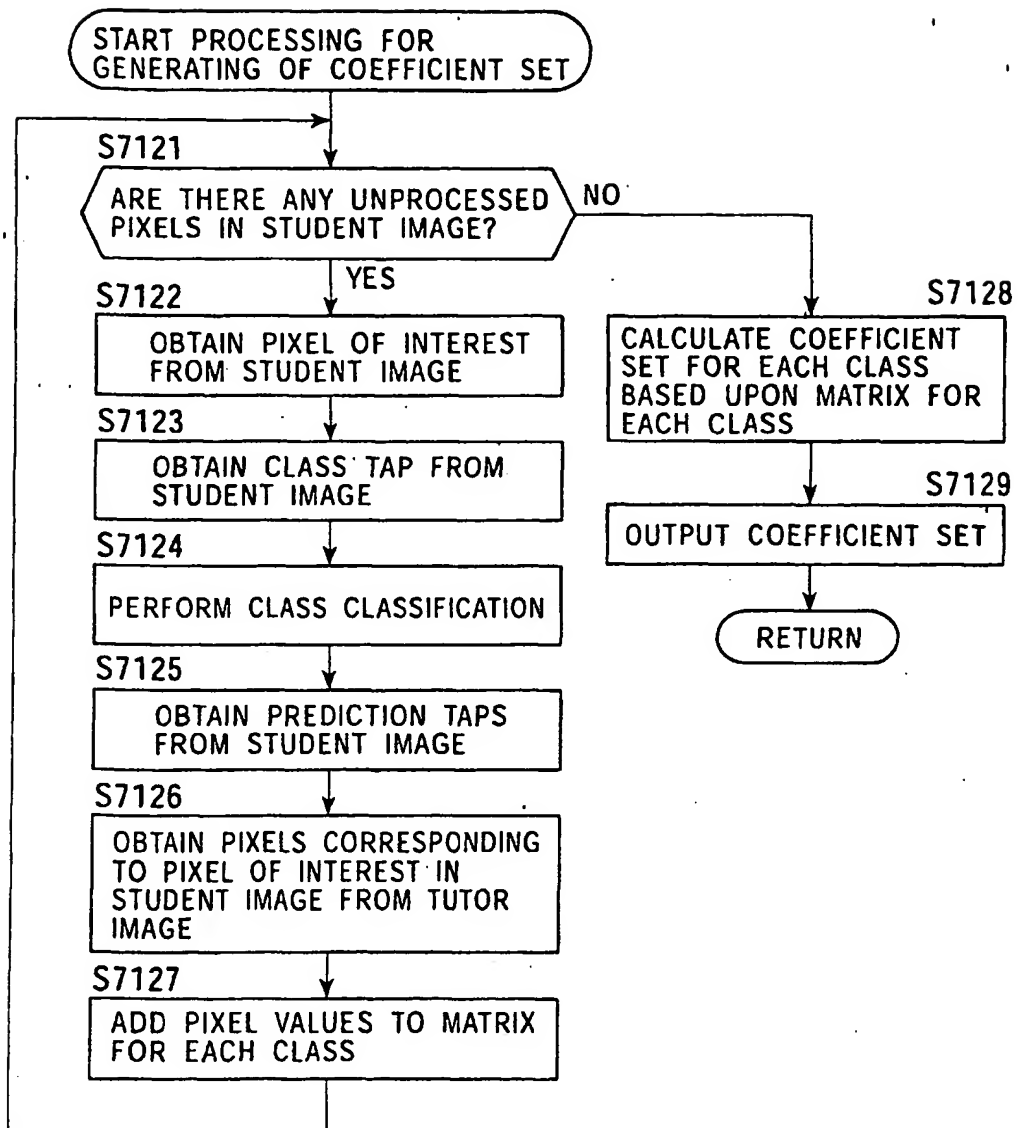 START PROCESSING FOR
GENERATING OF COEFFICIENT SET
S7121
ARE THERE ANY UNPROCESSED
PIXELS IN STUDENT IMAGE?
NO
YES
S7122
OBTAIN PIXEL OF INTEREST
FROM STUDENT IMAGE
S7123
OBTAIN CLASS TAP FROM
STUDENT IMAGE
S7124
PERFORM CLASS CLASSIFICATION
S7125
OBTAIN PREDICTION TAPS
FROM STUDENT IMAGE
S7126
OBTAIN PIXELS CORRESPONDING
TO PIXEL OF INTEREST IN
STUDENT IMAGE FROM TUTOR
IMAGE
S7127
ADD PIXEL VALUES TO MATRIX
FOR EACH CLASS
S7128
CALCULATE COEFFICIENT
SET FOR EACH CLASS
BASED UPON MATRIX FOR
EACH CLASS
S7129
OUTPUT COEFFICIENT SET
RETURN